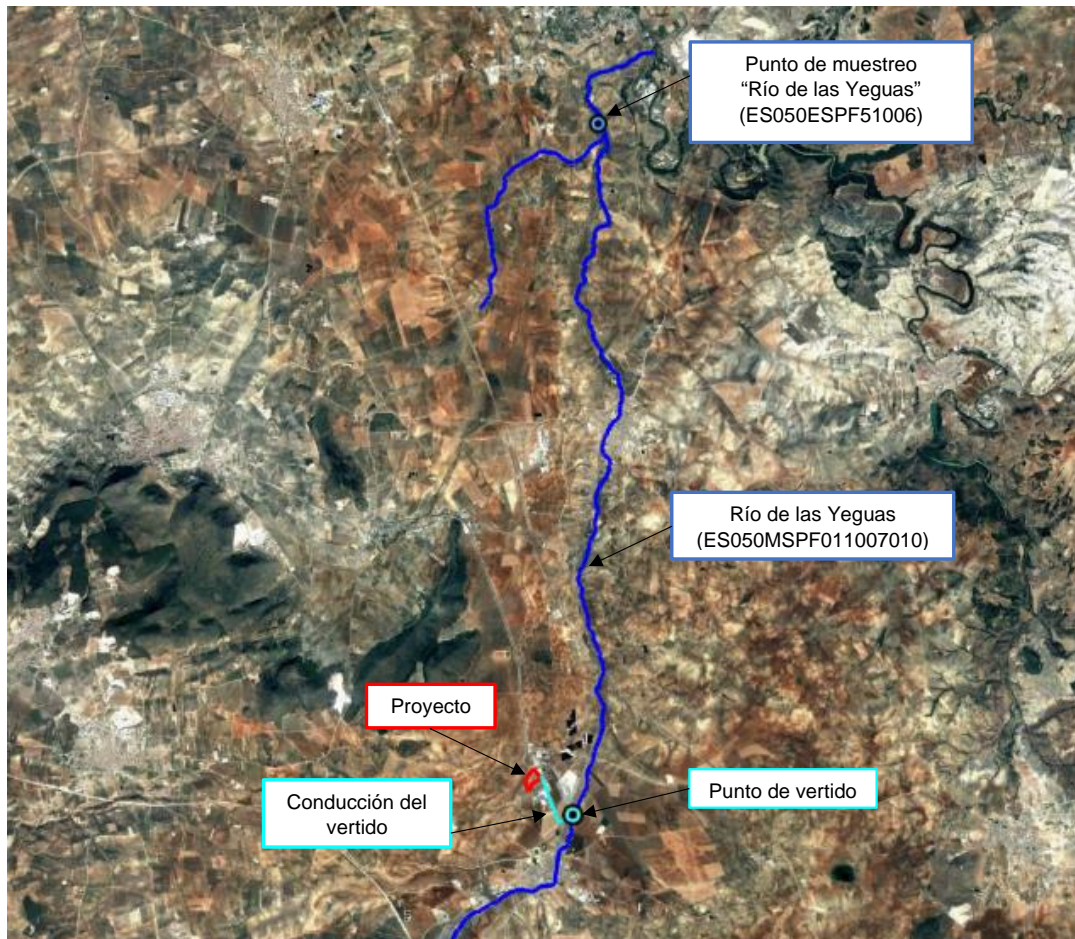 Punto de muestreo
“Río de las Yeguas”
(ES050ESPF51006)
Río de las Yeguas
(ES050MSPF011007010)
Proyecto
Conducción del
vertido
Punto de vertido